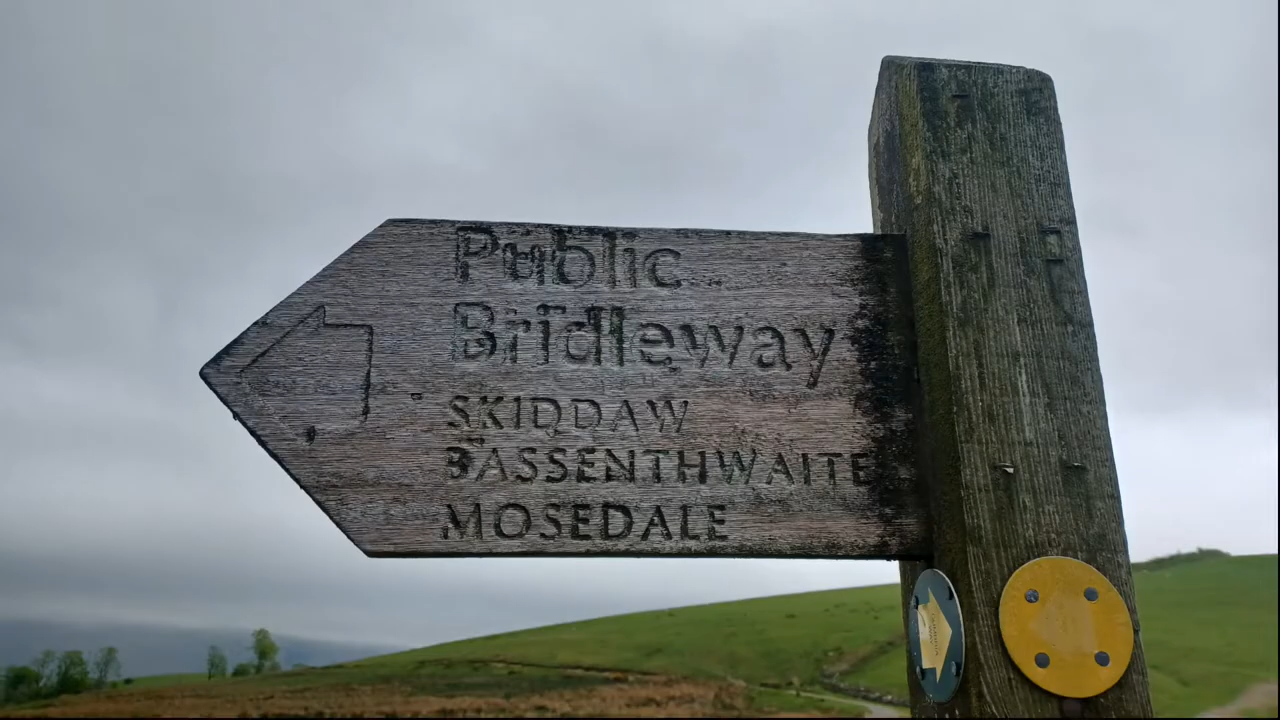 Public
Bridleway
SKIDDAW
BASSENTHWAITE
MOSEDALE